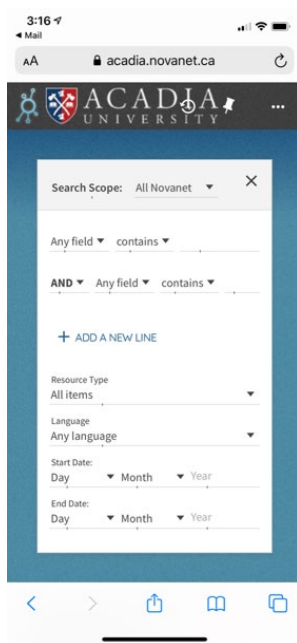 3:16
◀ Mail
AA acadia.novanet.ca
ACADIA
UNIVERSITY
Search Scope: All Novanet
Any field contains
AND Any field contains
+ ADD A NEW LINE
Resource Type
All items
Language
Any language
Start Date:
Day Month Year
End Date:
Day Month Year